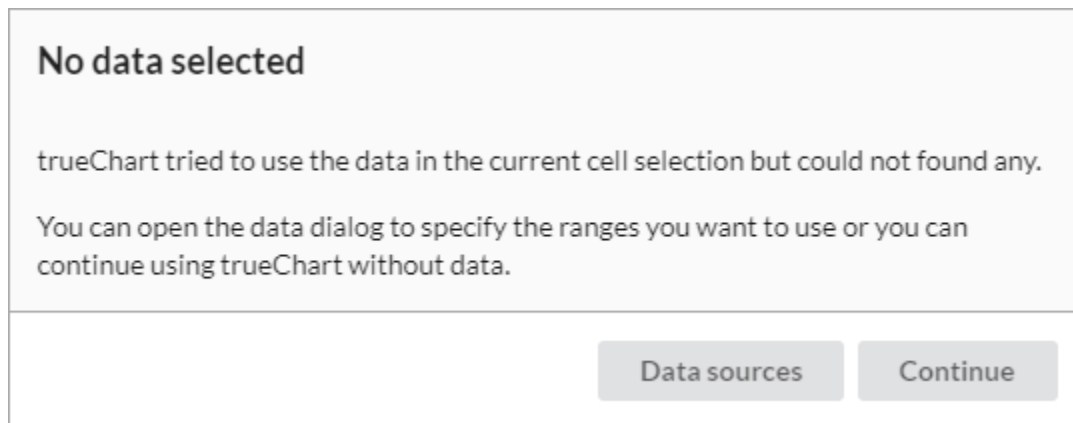 No data selected
trueChart tried to use the data in the current cell selection but could not found any.
You can open the data dialog to specify the ranges you want to use or you can
continue using trueChart without data.
Data sources
Continue